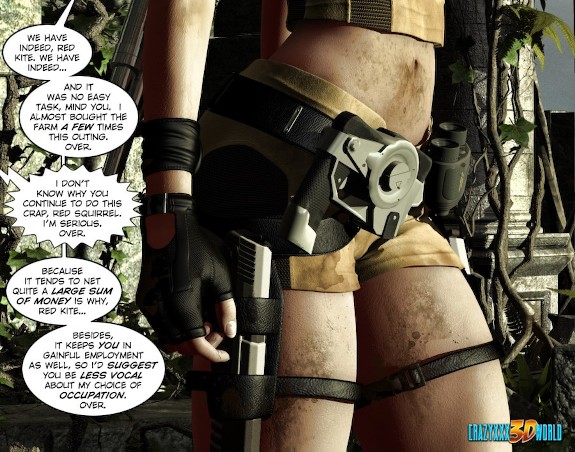 WE HAVE
INDEED, RED
KITE. WE HAVE
INDEED...
AND IT
WAS NO EASY
TASK, MIND YOU. I
ALMOST BOUGHT THE
FARM A FEW TIMES
THIS OUTING.
OVER.
I DON'T
KNOW WHY YOU
CONTINUE TO DO THIS
CRAP, RED SQUIRREL.
I'M SERIOUS.
OVER.
BECAUSE
IT TENDS TO NET
QUITE A LARGE SUM
OF MONEY IS WHY,
RED KITE...
BESIDES,
IT KEEPS YOU IN
GAINFUL EMPLOYMENT
AS WELL, SO I'D SUGGEST
YOU BE LESS VOCAL
ABOUT MY CHOICE OF
OCCUPATION.
OVER.
CRAZYXXX3DWORLD